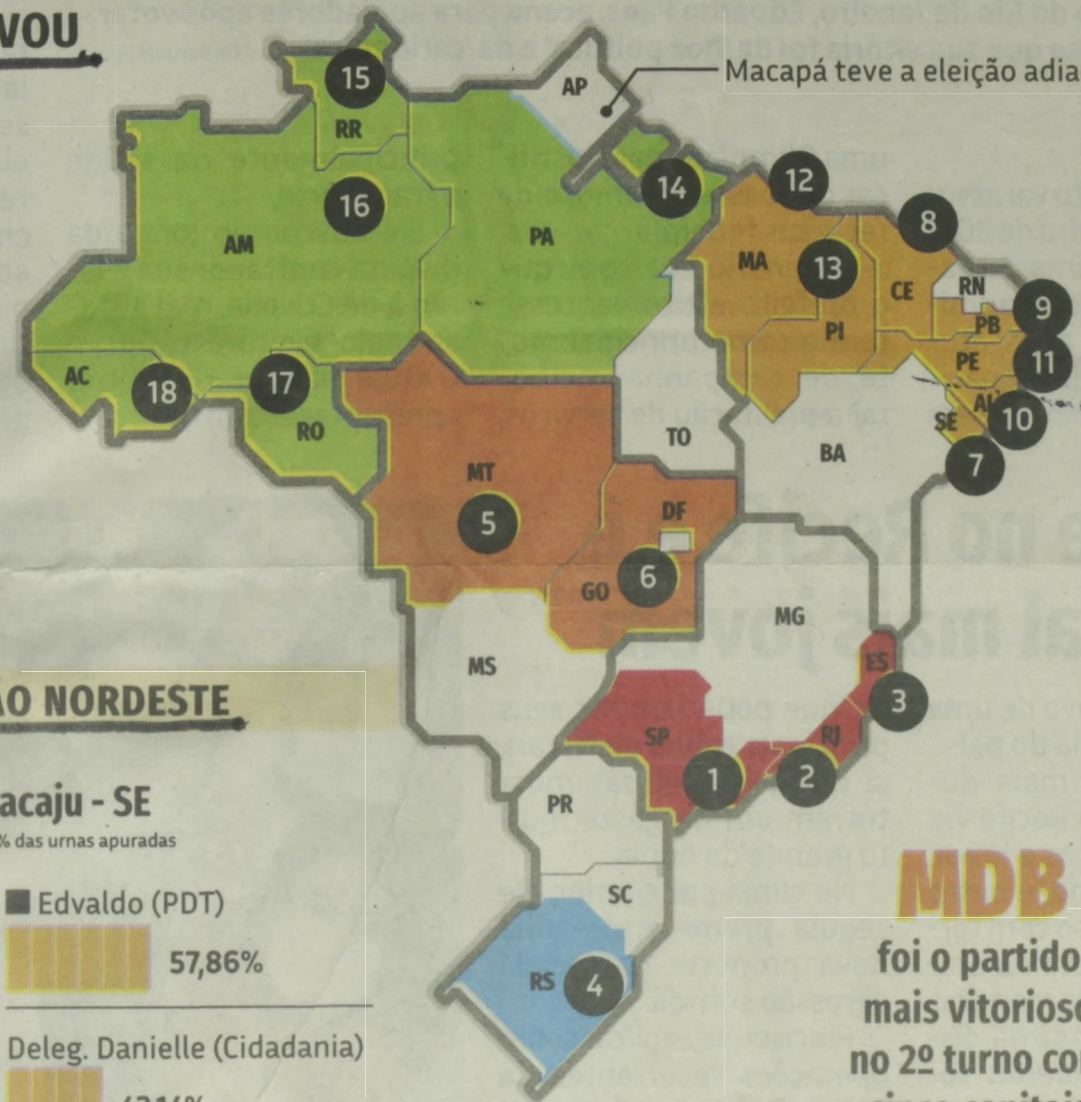 VOU
Macapá teve a eleição adia
AP
15
RR
14
12
16
8
AM
PA
MA
13
CE
RN
9
PB
PI
PE
11
AC
18
17
AL
10
SE
RO
TO
BA
7
MT
5
DF
6
GO
MG
MS
ES
3
SP
RJ
1
2
PR
SC
RS
4
ÃO NORDESTE
acaju - SE
% das urnas apuradas
Edvaldo (PDT)
57,86%
Deleg. Danielle (Cidadania)
MDB
foi o partido
mais vitorioso
no 2º turno co